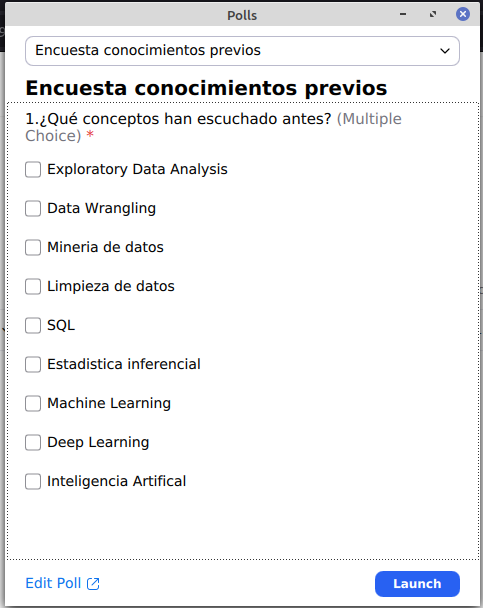 Polls
Encuesta conocimientos previos
Encuesta conocimientos previos
1.¿Qué conceptos han escuchado antes? (Multiple
Choice) *
Exploratory Data Analysis
Data Wrangling
Mineria de datos
Limpieza de datos
SQL
Estadistica inferencial
Machine Learning
Deep Learning
Inteligencia Artifical
Edit Poll
Launch